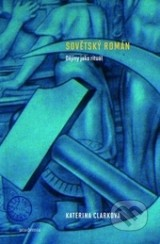 SOVĚTSKÝ ROMÁN
Dějiny jako rituál
KATERINA CLARKOVÁ